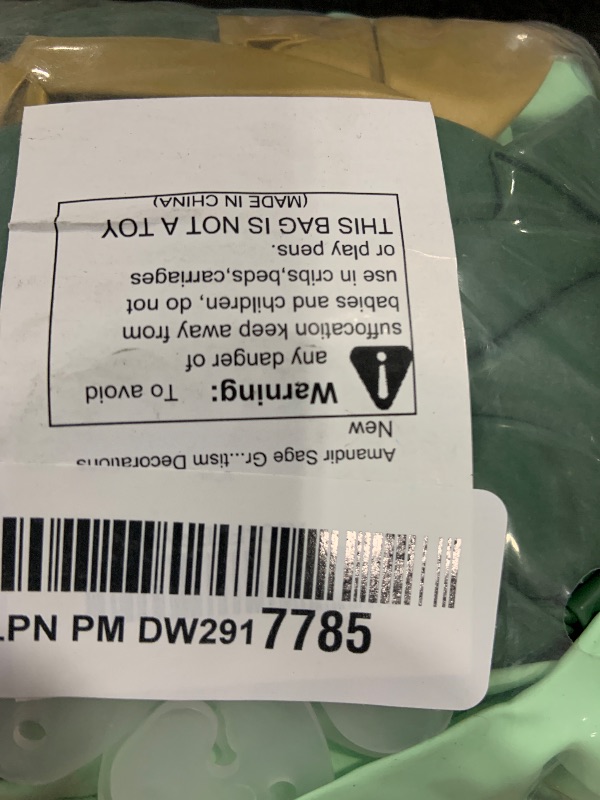 Amandir Sage Gr...tism Decorations
New
Warning: To avoid
any danger of
suffocation keep away from
babies and children, do not
use in cribs,beds,carriages
or play pens.
THIS BAG IS NOT A TOY
(MADE IN CHINA)
LPN PM DW2917785